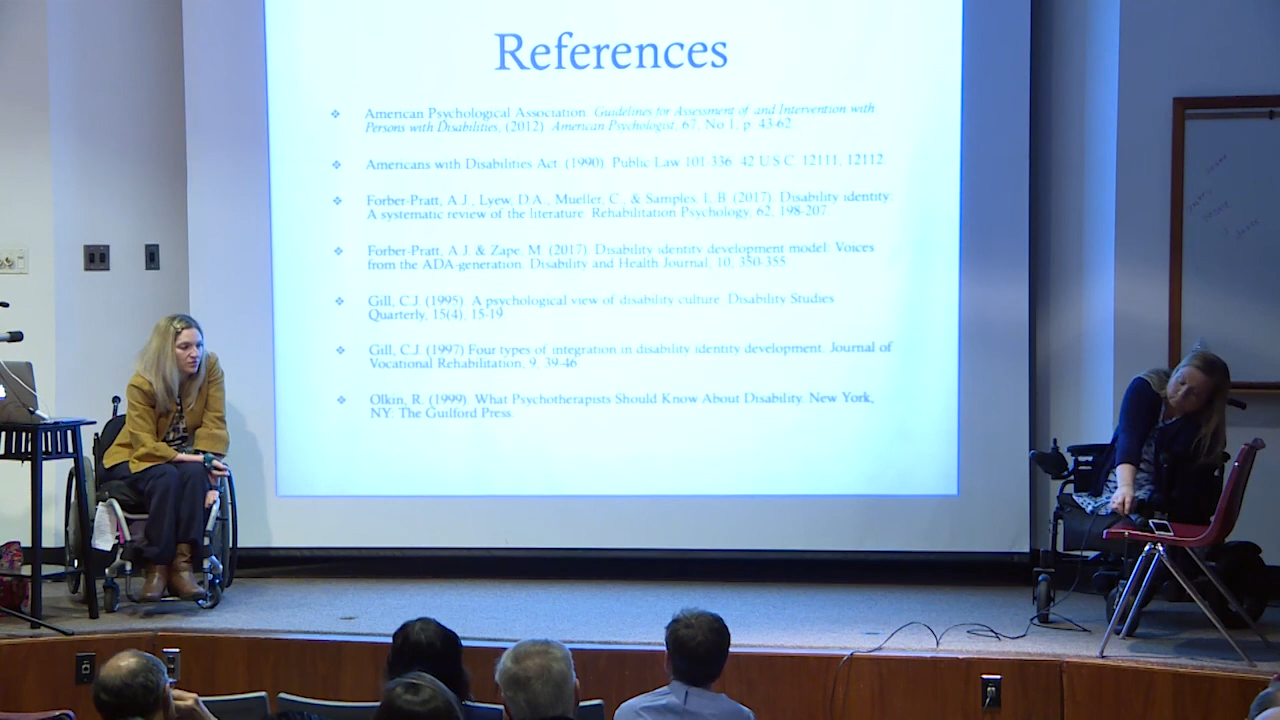 References
❖ American Psychological Association. Guidelines for Assessment of and Intervention with
Persons with Disabilities, (2012). American Psychologist, 67, No 1, p. 43-62.
❖ Americans with Disabilities Act. (1990). Public Law 101-336. 42 U.S.C. 12111, 12112.
❖ Forber-Pratt, A.J., Lyew, D.A., Mueller, C., & Samples, L.B. (2017). Disability identity:
A systematic review of the literature. Rehabilitation Psychology, 62, 198-207.
❖ Forber-Pratt, A.J. & Zape, M. (2017). Disability identity development model: Voices
from the ADA-generation. Disability and Health Journal, 10, 350-355.
❖ Gill, C.J. (1995). A psychological view of disability culture. Disability Studies
Quarterly, 15(4), 15-19.
❖ Gill, C.J. (1997) Four types of integration in disability identity development. Journal of
Vocational Rehabilitation, 9, 39-46.
❖ Olkin, R. (1999). What Psychotherapists Should Know About Disability. New York,
NY: The Guilford Press.